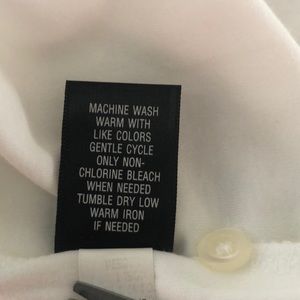 MACHINE WASH
WARM WITH
LIKE COLORS
GENTLE CYCLE
ONLY NON-
CHLORINE BLEACH
WHEN NEEDED
TUMBLE DRY LOW
WARM IRON
IF NEEDED